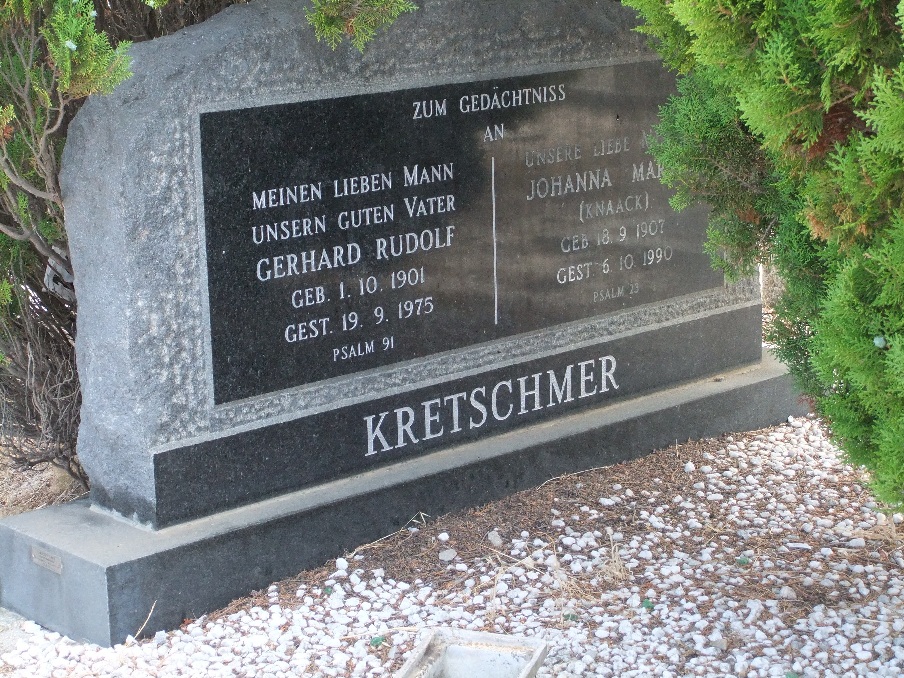 ZUM GEDÄCHTNISS
AN
MEINEN LIEBEN MANN
UNSERN GUTEN VATER
GERHARD RUDOLF
GEB. 1. 10. 1901
GEST. 19. 9. 1975
PSALM 91
UNSERE LIEBE
JOHANNA
(KNAACK)
GEB 18. 9. 1907
GEST 6. 10. 1990
PSALM 23
KRETSCHMER